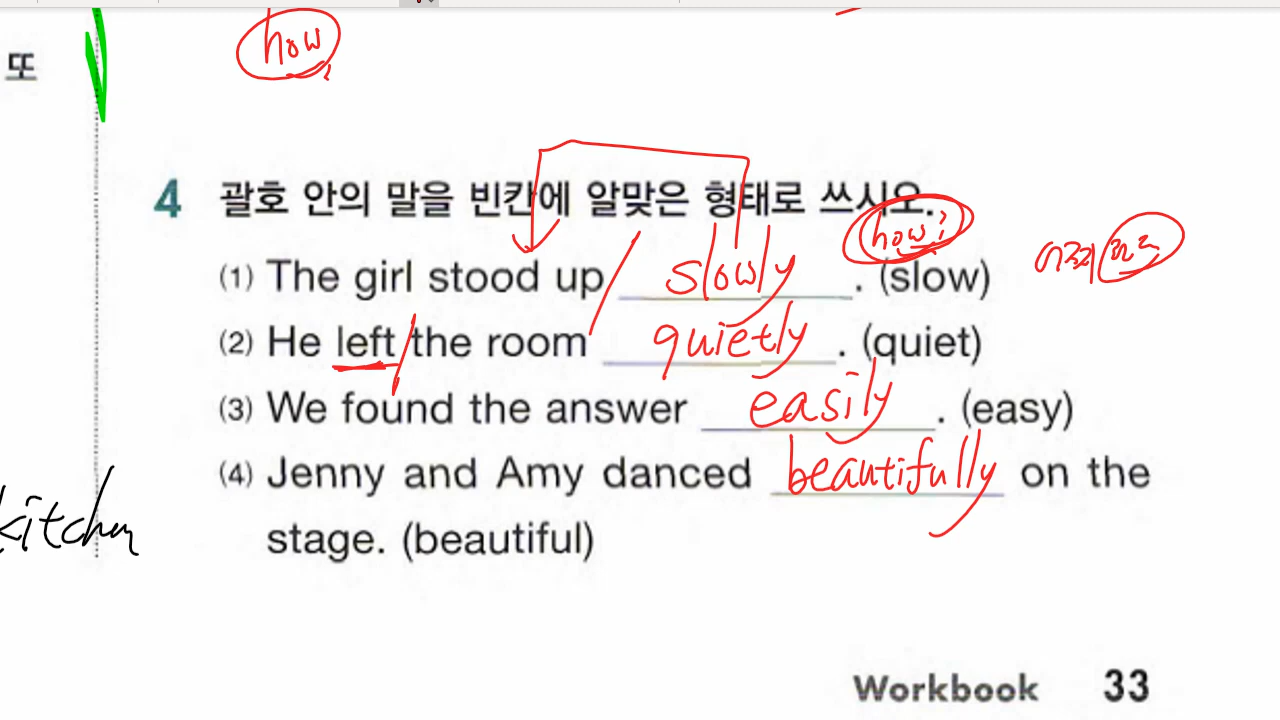 how
또
4 괄호 안의 말을 빈칸에 알맞은 형태로 쓰시오.
how?
(1) The girl stood up slowly . (slow)
(2) He left the room quietly . (quiet)
(3) We found the answer easily . (easy)
(4) Jenny and Amy danced beautifully on the
kitchen
stage. (beautiful)
Workbook 33